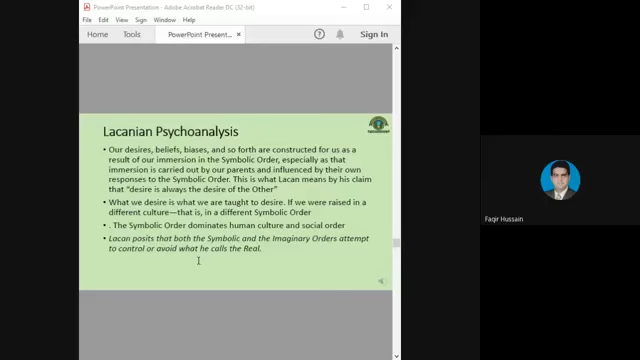 PowerPoint Presentation - Adobe Acrobat Reader DC (32-bit)
File Edit View Sign Window Help
Home Tools PowerPoint Present... × Sign In
Lacanian Psychoanalysis
• Our desires, beliefs, biases, and so forth are constructed for us as a
result of our immersion in the Symbolic Order, especially as that
immersion is carried out by our parents and influenced by their own
responses to the Symbolic Order. This is what Lacan means by his claim
that “desire is always the desire of the Other”
• What we desire is what we are taught to desire. If we were raised in a
different culture—that is, in a different Symbolic Order
• . The Symbolic Order dominates human culture and social order
• Lacan posits that both the Symbolic and the Imaginary Orders attempt
to control or avoid what he calls the Real.
Faqir Hussain